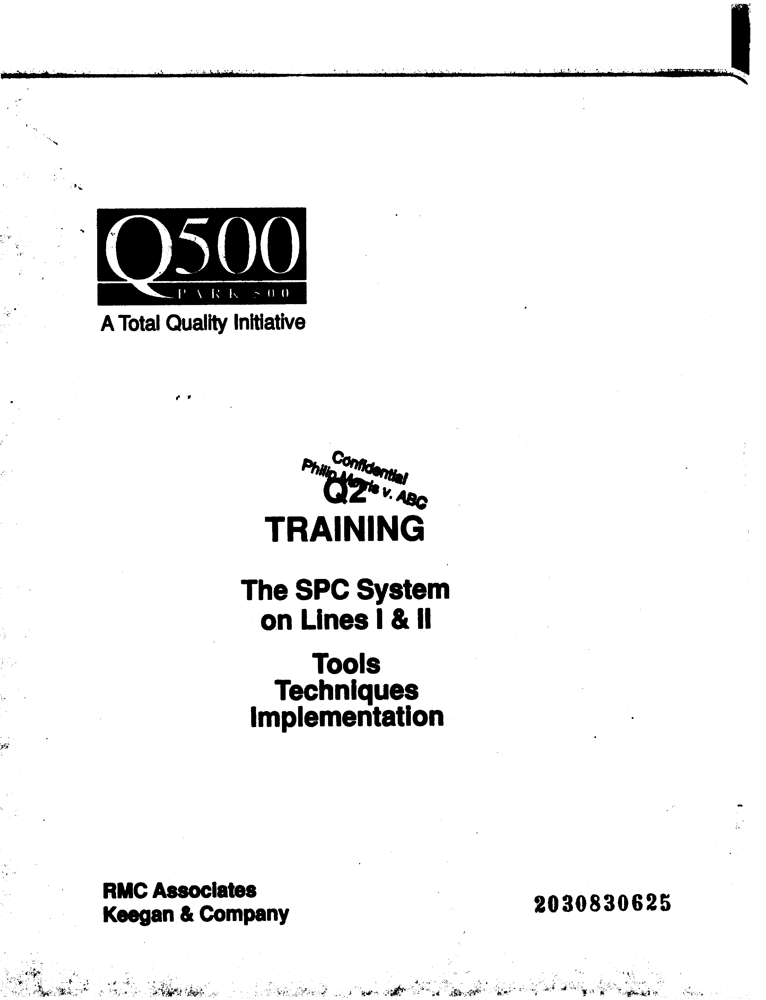 Q500
PARK 500
A Total Quality Initiative
Confidential
Philip Morris v. ABC
Q2
TRAINING
The SPC System
on Lines I & II
Tools
Techniques
Implementation
RMC Associates
Keegan & Company
2030830625